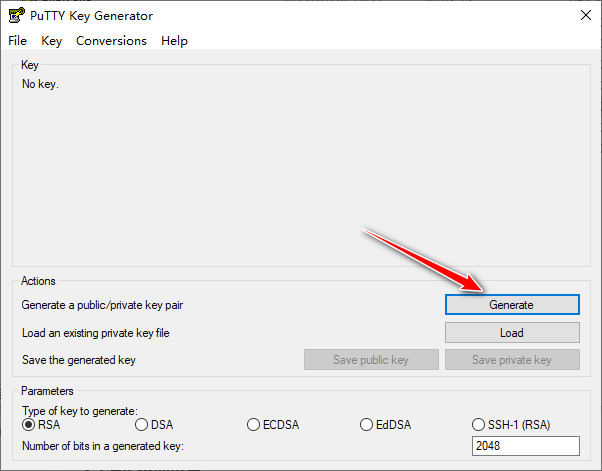 PuTTY Key Generator
File Key Conversions Help
Key
No key.
Actions
Generate a public/private key pair
Generate
Load an existing private key file
Load
Save the generated key
Save public key
Save private key
Parameters
Type of key to generate:
RSA DSA ECDSA EdDSA SSH-1 (RSA)
Number of bits in a generated key:
2048